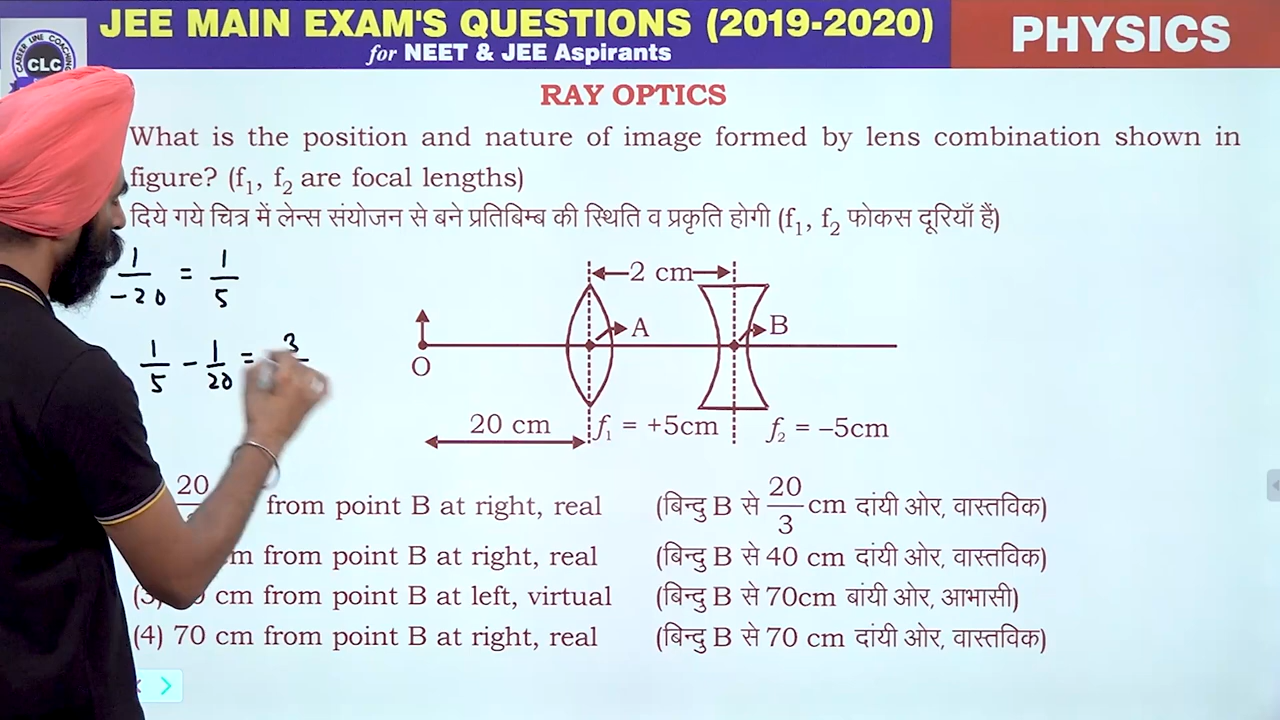 JEE MAIN EXAM'S QUESTIONS (2019-2020)
for NEET & JEE Aspirants
PHYSICS
CLC
RAY OPTICS
What is the position and nature of image formed by lens combination shown in
figure? (f₁, f₂ are focal lengths)
दिये गये चित्र में लेन्स संयोजन से बने प्रतिबिम्ब की स्थिति व प्रकृति होगी (f₁, f₂ फोकस दूरियाँ हैं)
1/-20 = 1/5
1/5 - 1/20 = 3
2 cm
A
B
O
20 cm
f₁ = +5cm
f₂ = –5cm
20 from point B at right, real (बिन्दु B से 20/3 cm दांयी ओर, वास्तविक)
from point B at right, real (बिन्दु B से 40 cm दांयी ओर, वास्तविक)
cm from point B at left, virtual (बिन्दु B से 70cm बांयी ओर, आभासी)
(4) 70 cm from point B at right, real (बिन्दु B से 70 cm दांयी ओर, वास्तविक)